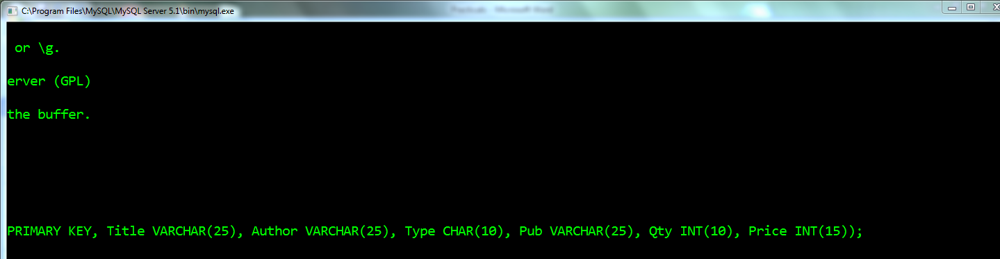 C:\Program Files\MySQL\MySQL Server 5.1\bin\mysql.exe
or \g.
erver (GPL)
the buffer.
PRIMARY KEY, Title VARCHAR(25), Author VARCHAR(25), Type CHAR(10), Pub VARCHAR(25), Qty INT(10), Price INT(15));